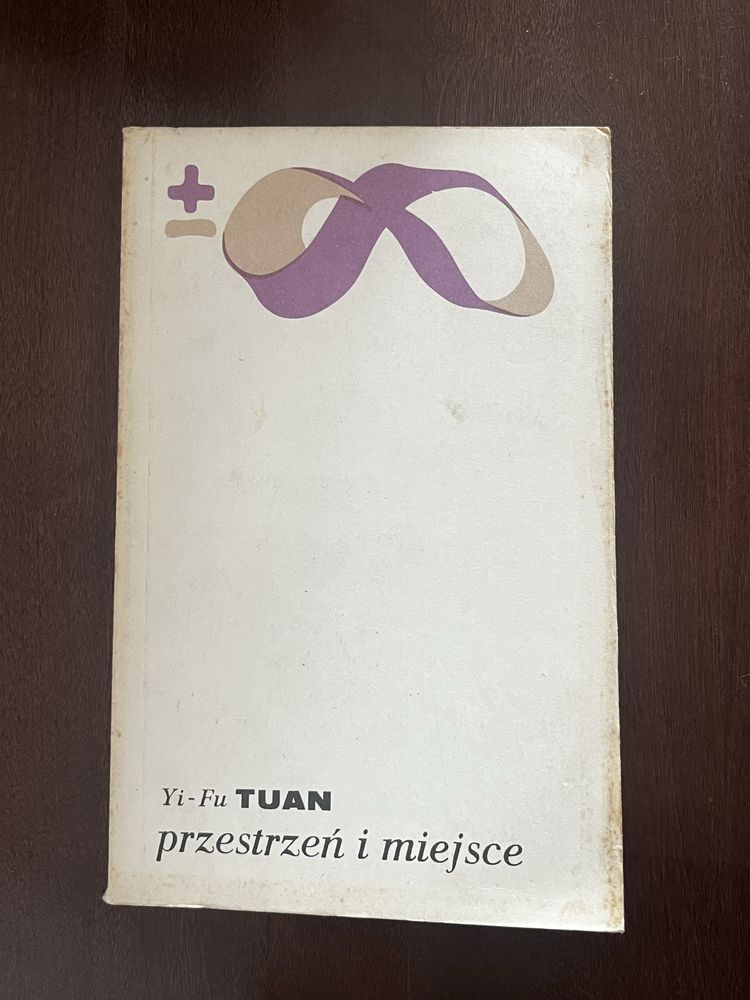 ±
Yi-Fu TUAN
przestrzeń i miejsce